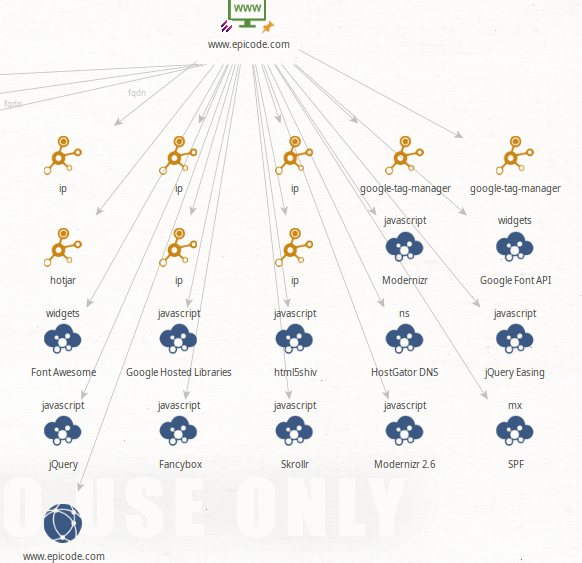 WWW
www.epicode.com
fqdn
fqdn
ip
ip
ip
google-tag-manager
google-tag-manager
javascript
widgets
hotjar
ip
ip
Modernizr
Google Font API
widgets
javascript
javascript
ns
javascript
Font Awesome
Google Hosted Libraries
html5shiv
HostGator DNS
jQuery Easing
javascript
javascript
javascript
javascript
mx
jQuery
Fancybox
Skrollr
Modernizr 2.6
SPF
O USE ONLY
www.epicode.com